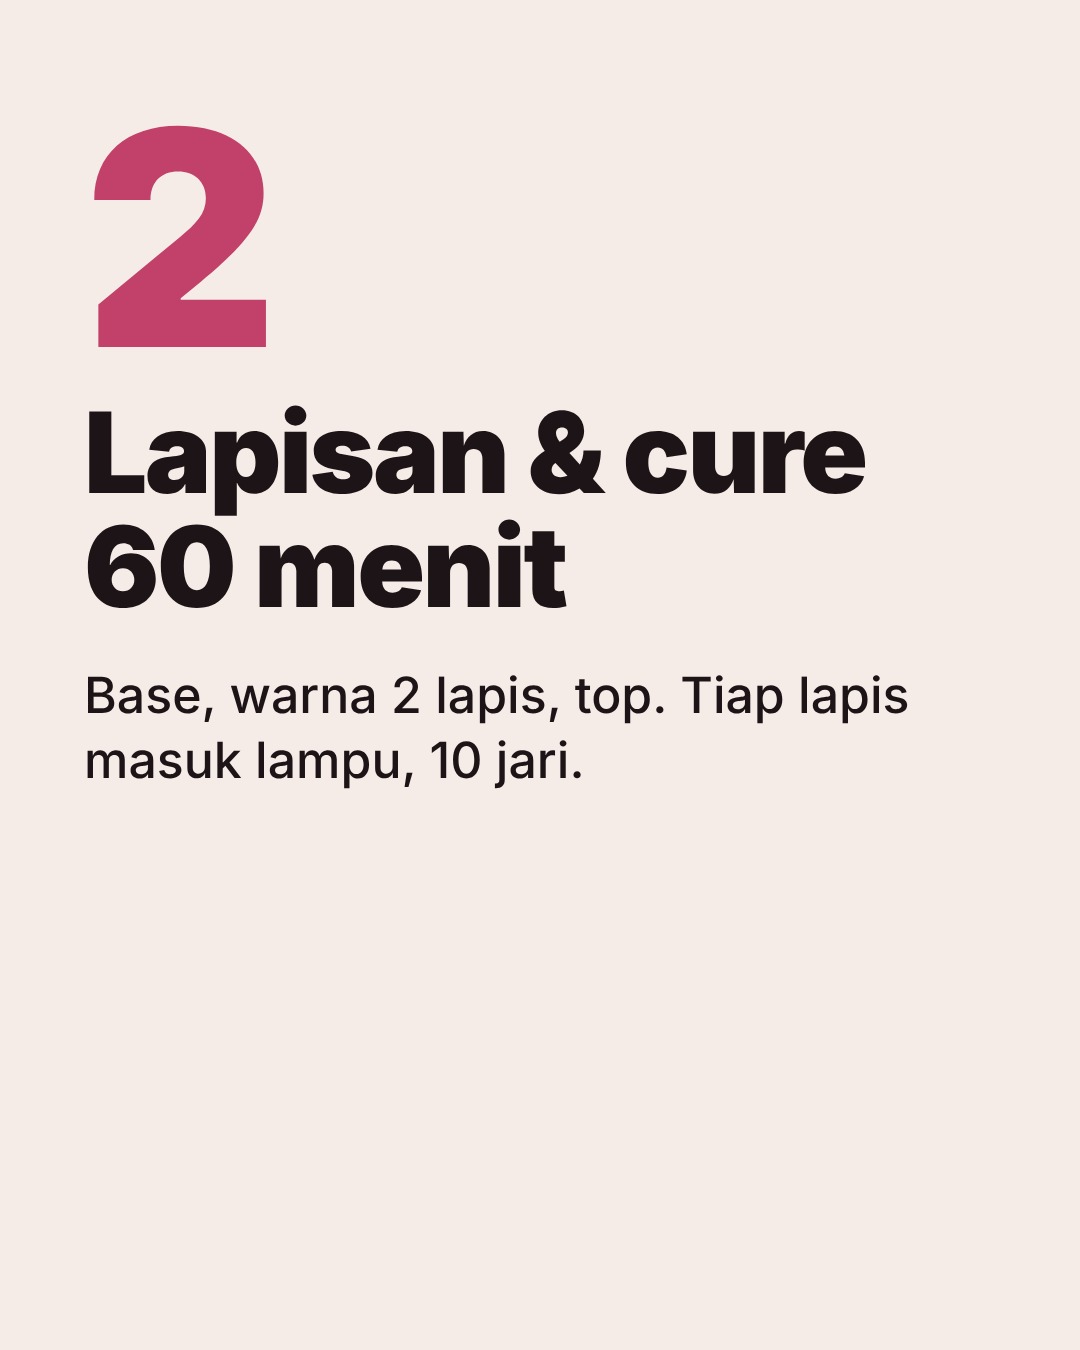 2
Lapisan & cure
60 menit
Base, warna 2 lapis, top. Tiap lapis
masuk lampu, 10 jari.